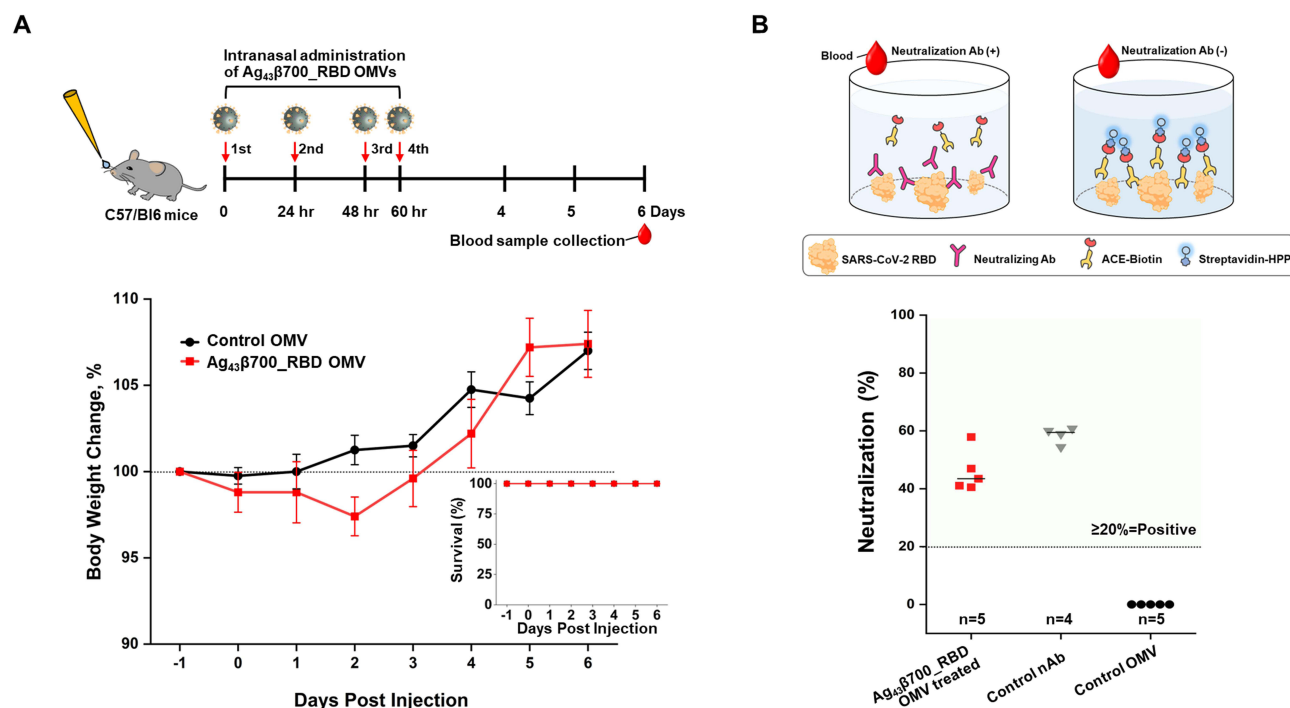 A
Intranasal administration
of Ag₄₃β700_RBD OMVs
1st 2nd 3rd 4th
C57/Bl6 mice
0 24 hr 48 hr 60 hr 4 5 6 Days
Blood sample collection
110
105
100
95
90
Body Weight Change, %
Control OMV
Ag₄₃β700_RBD OMV
100
75
50
25
0
Survival (%)
-1 0 1 2 3 4 5 6
Days Post Injection
-1 0 1 2 3 4 5 6
Days Post Injection
B
Blood
Neutralization Ab (+)
Neutralization Ab (-)
SARS-CoV-2 RBD Neutralizing Ab ACE-Biotin Streptavidin-HPP
100
80
60
40
20
0
Neutralization (%)
≥20%=Positive
n=5 n=4 n=5
Ag₄₃β700_RBD
OMV treated
Control nAb
Control OMV